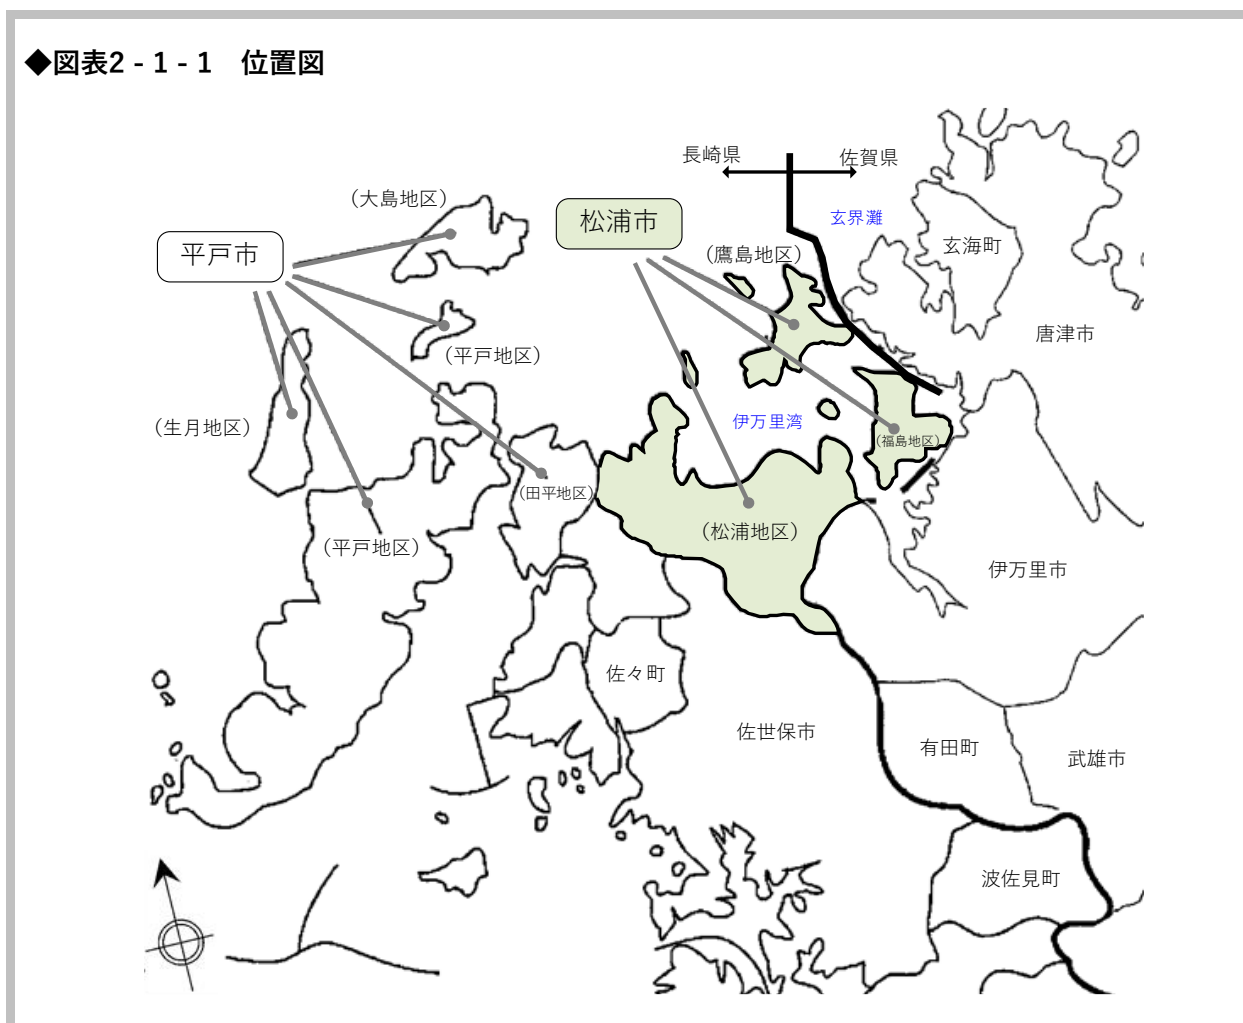 ◆図表2-1-1　位置図
長崎県
佐賀県
(大島地区)
松浦市
玄界灘
平戸市
(鷹島地区)
玄海町
唐津市
(平戸地区)
(生月地区)
伊万里湾
(福島地区)
(田平地区)
(松浦地区)
(平戸地区)
伊万里市
佐々町
佐世保市
有田町
武雄市
波佐見町